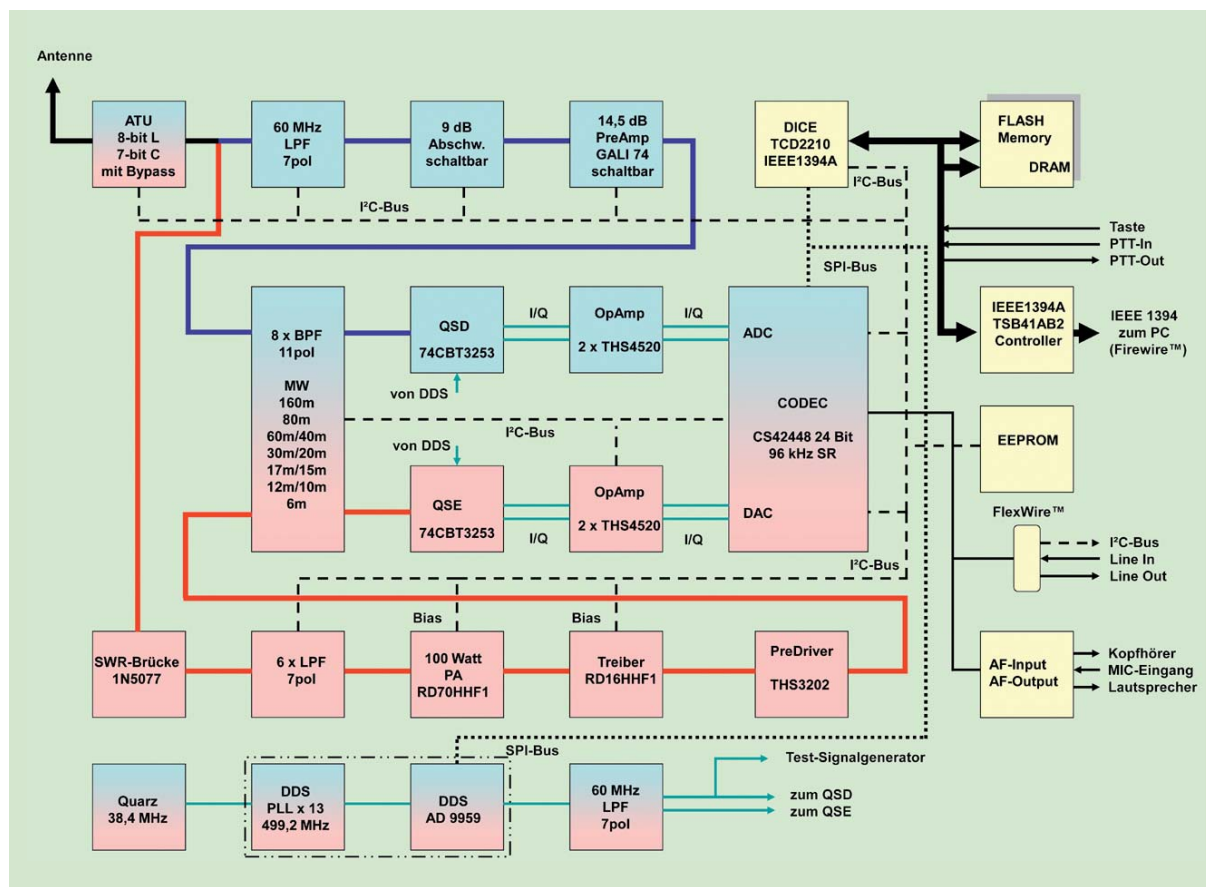 Antenne
ATU
8-bit L
7-bit C
mit Bypass
60 MHz
LPF
7pol
9 dB
Abschw.
schaltbar
14,5 dB
PreAmp
GALI 74
schaltbar
DICE
TCD2210
IEEE1394A
FLASH
Memory
DRAM
I²C-Bus
I²C-Bus
Taste
PTT-In
PTT-Out
SPI-Bus
8 x BPF
11pol
MW
160m
80m
60m/40m
30m/20m
17m/15m
12m/10m
6m
QSD
74CBT3253
I/Q
OpAmp
2 x THS4520
I/Q
ADC
CODEC
CS42448 24 Bit
96 kHz SR
DAC
IEEE1394A
TSB41AB2
Controller
IEEE 1394
zum PC
(Firewire™)
von DDS
I²C-Bus
von DDS
EEPROM
QSE
74CBT3253
I/Q
OpAmp
2 x THS4520
I/Q
FlexWire™
I²C-Bus
Line In
Line Out
I²C-Bus
Bias
Bias
SWR-Brücke
1N5077
6 x LPF
7pol
100 Watt
PA
RD70HHF1
Treiber
RD16HHF1
PreDriver
THS3202
AF-Input
AF-Output
Kopfhörer
MIC-Eingang
Lautsprecher
SPI-Bus
Quarz
38,4 MHz
DDS
PLL x 13
499,2 MHz
DDS
AD 9959
60 MHz
LPF
7pol
Test-Signalgenerator
zum QSD
zum QSE